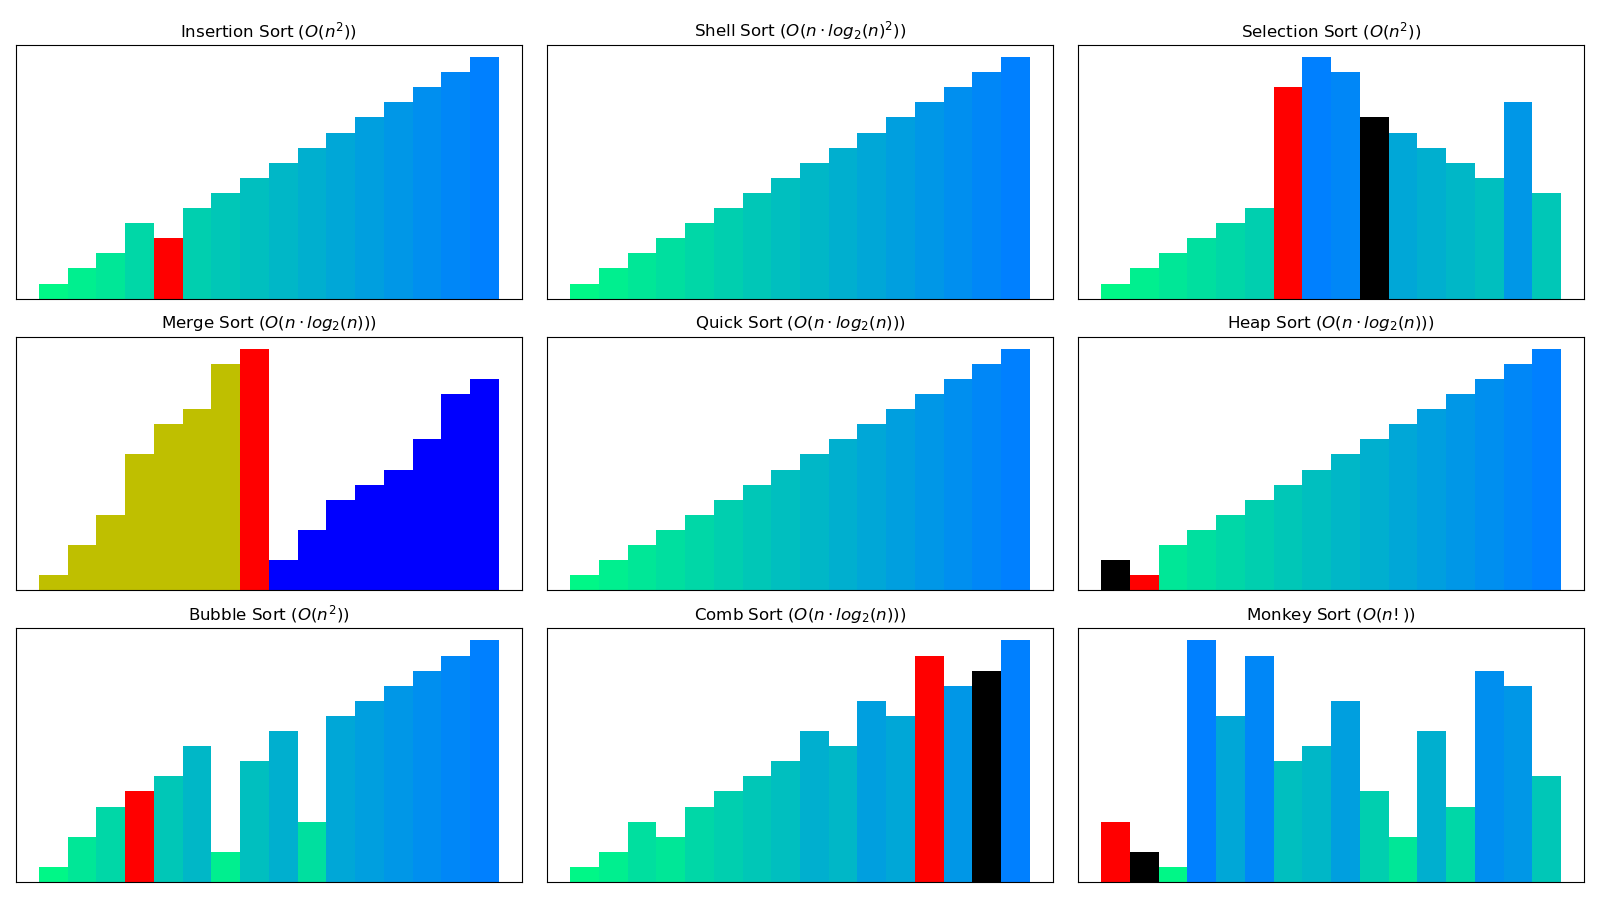 Insertion Sort (O(n²))
Shell Sort (O(n · log₂(n)²))
Selection Sort (O(n²))
Merge Sort (O(n · log₂(n)))
Quick Sort (O(n · log₂(n)))
Heap Sort (O(n · log₂(n)))
Bubble Sort (O(n²))
Comb Sort (O(n · log₂(n)))
Monkey Sort (O(n!))